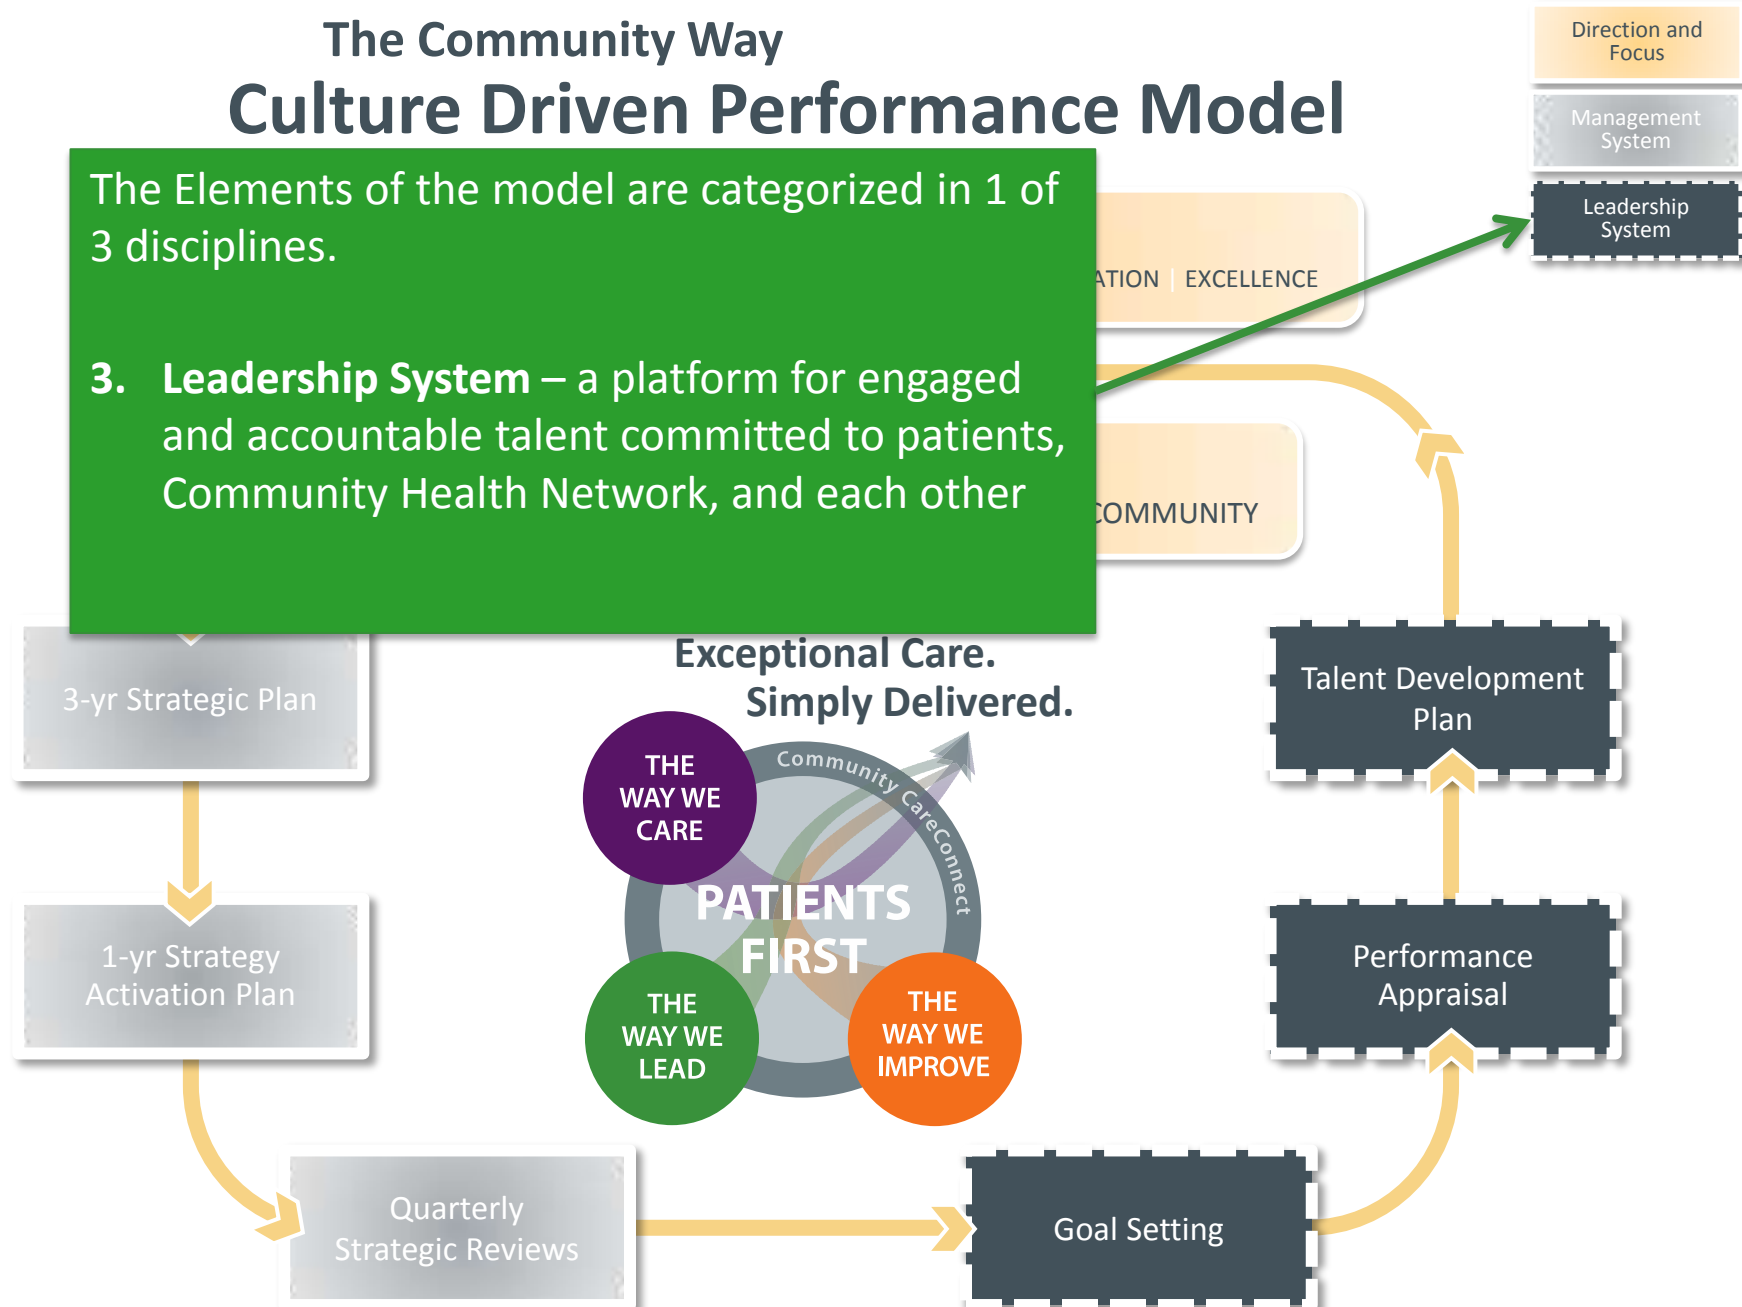 The Community Way
Culture Driven Performance Model
Direction and
Focus
Management
System
Leadership
System
The Elements of the model are categorized in 1 of
3 disciplines.
3. Leadership System – a platform for engaged
and accountable talent committed to patients,
Community Health Network, and each other
| EXCELLENCE
COMMUNITY
3-yr Strategic Plan
1-yr Strategy
Activation Plan
Quarterly
Strategic Reviews
Exceptional Care.
Simply Delivered.
Community CareConnect
THE
WAY WE
CARE
PATIENTS
FIRST
THE
WAY WE
LEAD
THE
WAY WE
IMPROVE
Goal Setting
Performance
Appraisal
Talent Development
Plan